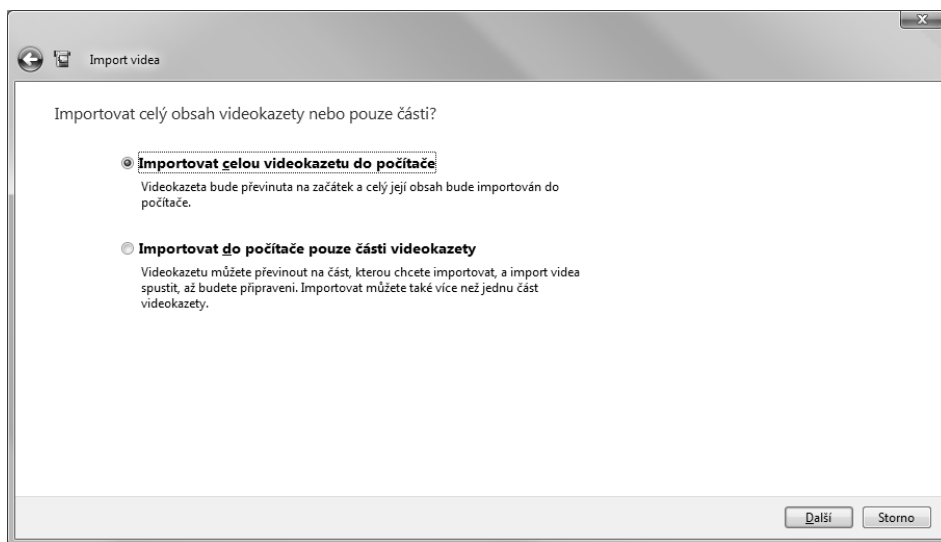 Import videa
Importovat celý obsah videokazety nebo pouze části?
Importovat celou videokazetu do počítače
Videokazeta bude převinuta na začátek a celý její obsah bude importován do
počítače.
Importovat do počítače pouze části videokazety
Videokazetu můžete převinout na část, kterou chcete importovat, a import videa
spustit, až budete připraveni. Importovat můžete také více než jednu část
videokazety.
Další
Storno